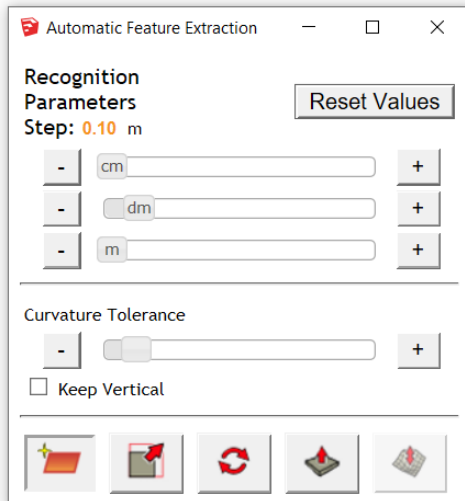 Automatic Feature Extraction
Recognition
Parameters
Reset Values
Step: 0.10 m
- cm +
- dm +
- m +
Curvature Tolerance
- +
Keep Vertical